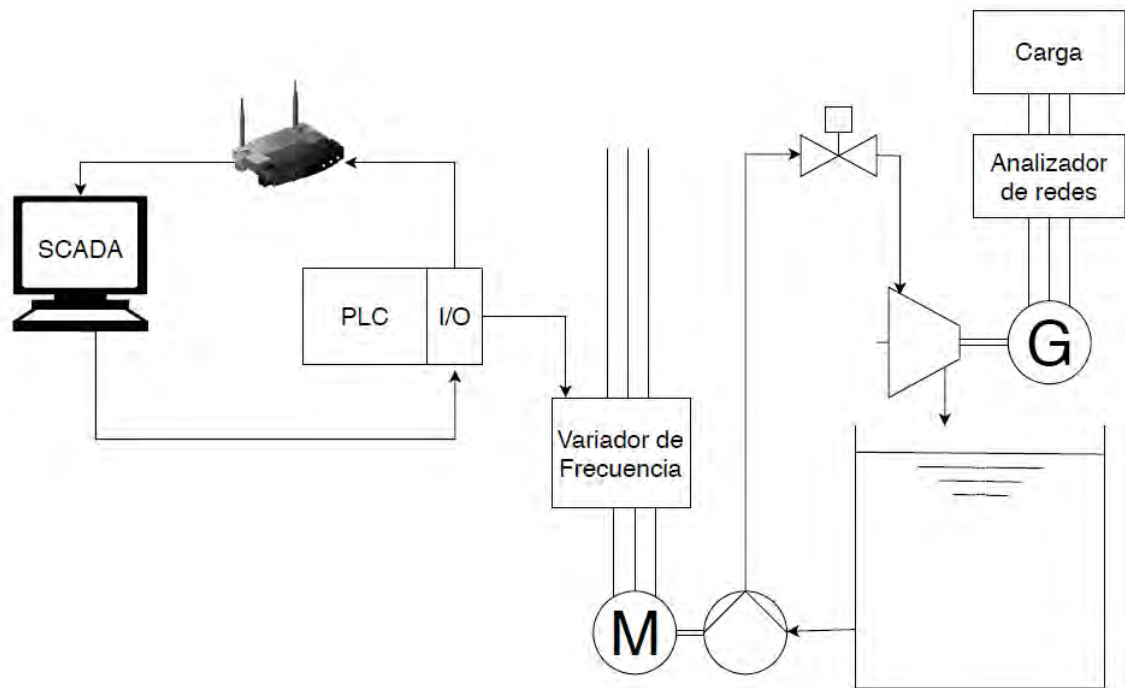 Carga
Analizador
de redes
SCADA
PLC
I/O
G
Variador de
Frecuencia
M